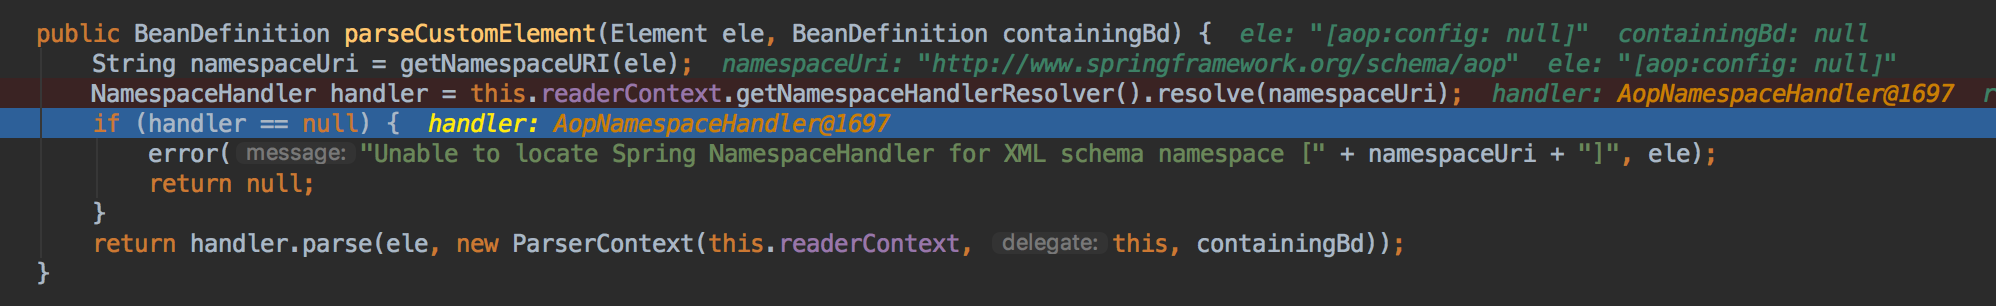 public BeanDefinition parseCustomElement(Element ele, BeanDefinition containingBd) {  ele: "[aop:config: null]"  containingBd: null
String namespaceUri = getNamespaceURI(ele);  namespaceUri: "http://www.springframework.org/schema/aop"  ele: "[aop:config: null]"
NamespaceHandler handler = this.readerContext.getNamespaceHandlerResolver().resolve(namespaceUri);  handler: AopNamespaceHandler@1697  r
if (handler == null) {  handler: AopNamespaceHandler@1697
error( message: "Unable to locate Spring NamespaceHandler for XML schema namespace [" + namespaceUri + "]", ele);
return null;
}
return handler.parse(ele, new ParserContext(this.readerContext, delegate: this, containingBd));
}